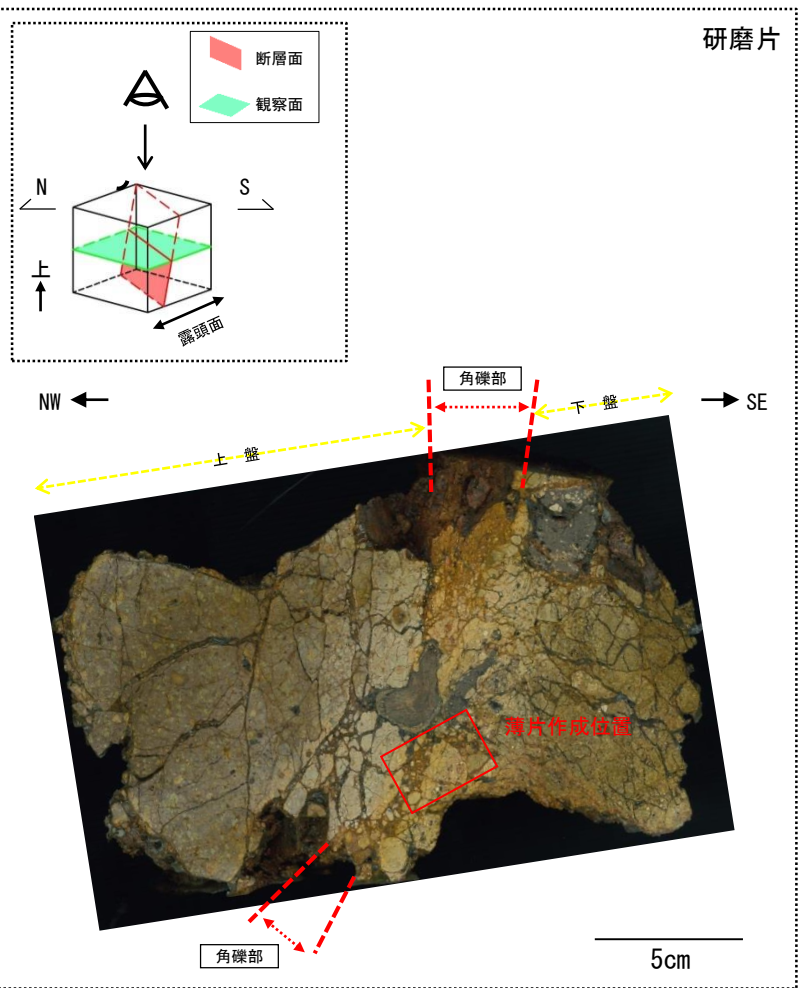 研磨片
断層面
観察面
N
S
上
露頭面
角礫部
NW
SE
上 盤
下 盤
薄片作成位置
角礫部
5cm